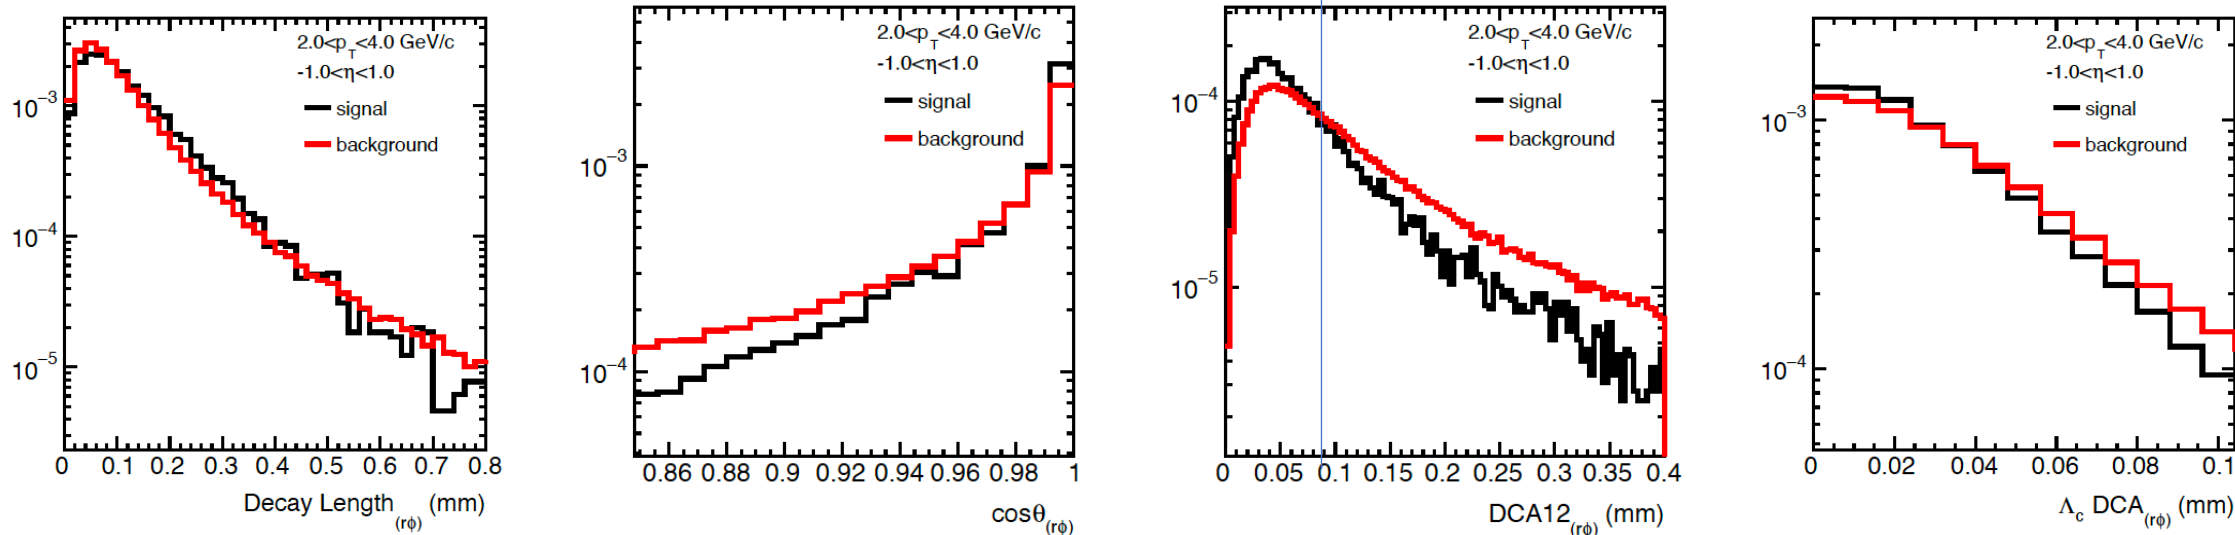 2.0<p_T<4.0 GeV/c
-1.0<η<1.0
signal
background
10⁻³
10⁻⁴
10⁻⁵
0 0.1 0.2 0.3 0.4 0.5 0.6 0.7 0.8
Decay Length_(rϕ) (mm)
2.0<p_T<4.0 GeV/c
-1.0<η<1.0
signal
background
10⁻³
10⁻⁴
0.86 0.88 0.9 0.92 0.94 0.96 0.98 1
cosθ_(rϕ)
2.0<p_T<4.0 GeV/c
-1.0<η<1.0
signal
background
10⁻⁴
10⁻⁵
0 0.05 0.1 0.15 0.2 0.25 0.3 0.35 0.4
DCA12_(rϕ) (mm)
2.0<p_T<4.0 GeV/c
-1.0<η<1.0
signal
background
10⁻³
10⁻⁴
0 0.02 0.04 0.06 0.08 0.1
Λ_c DCA_(rϕ) (mm)